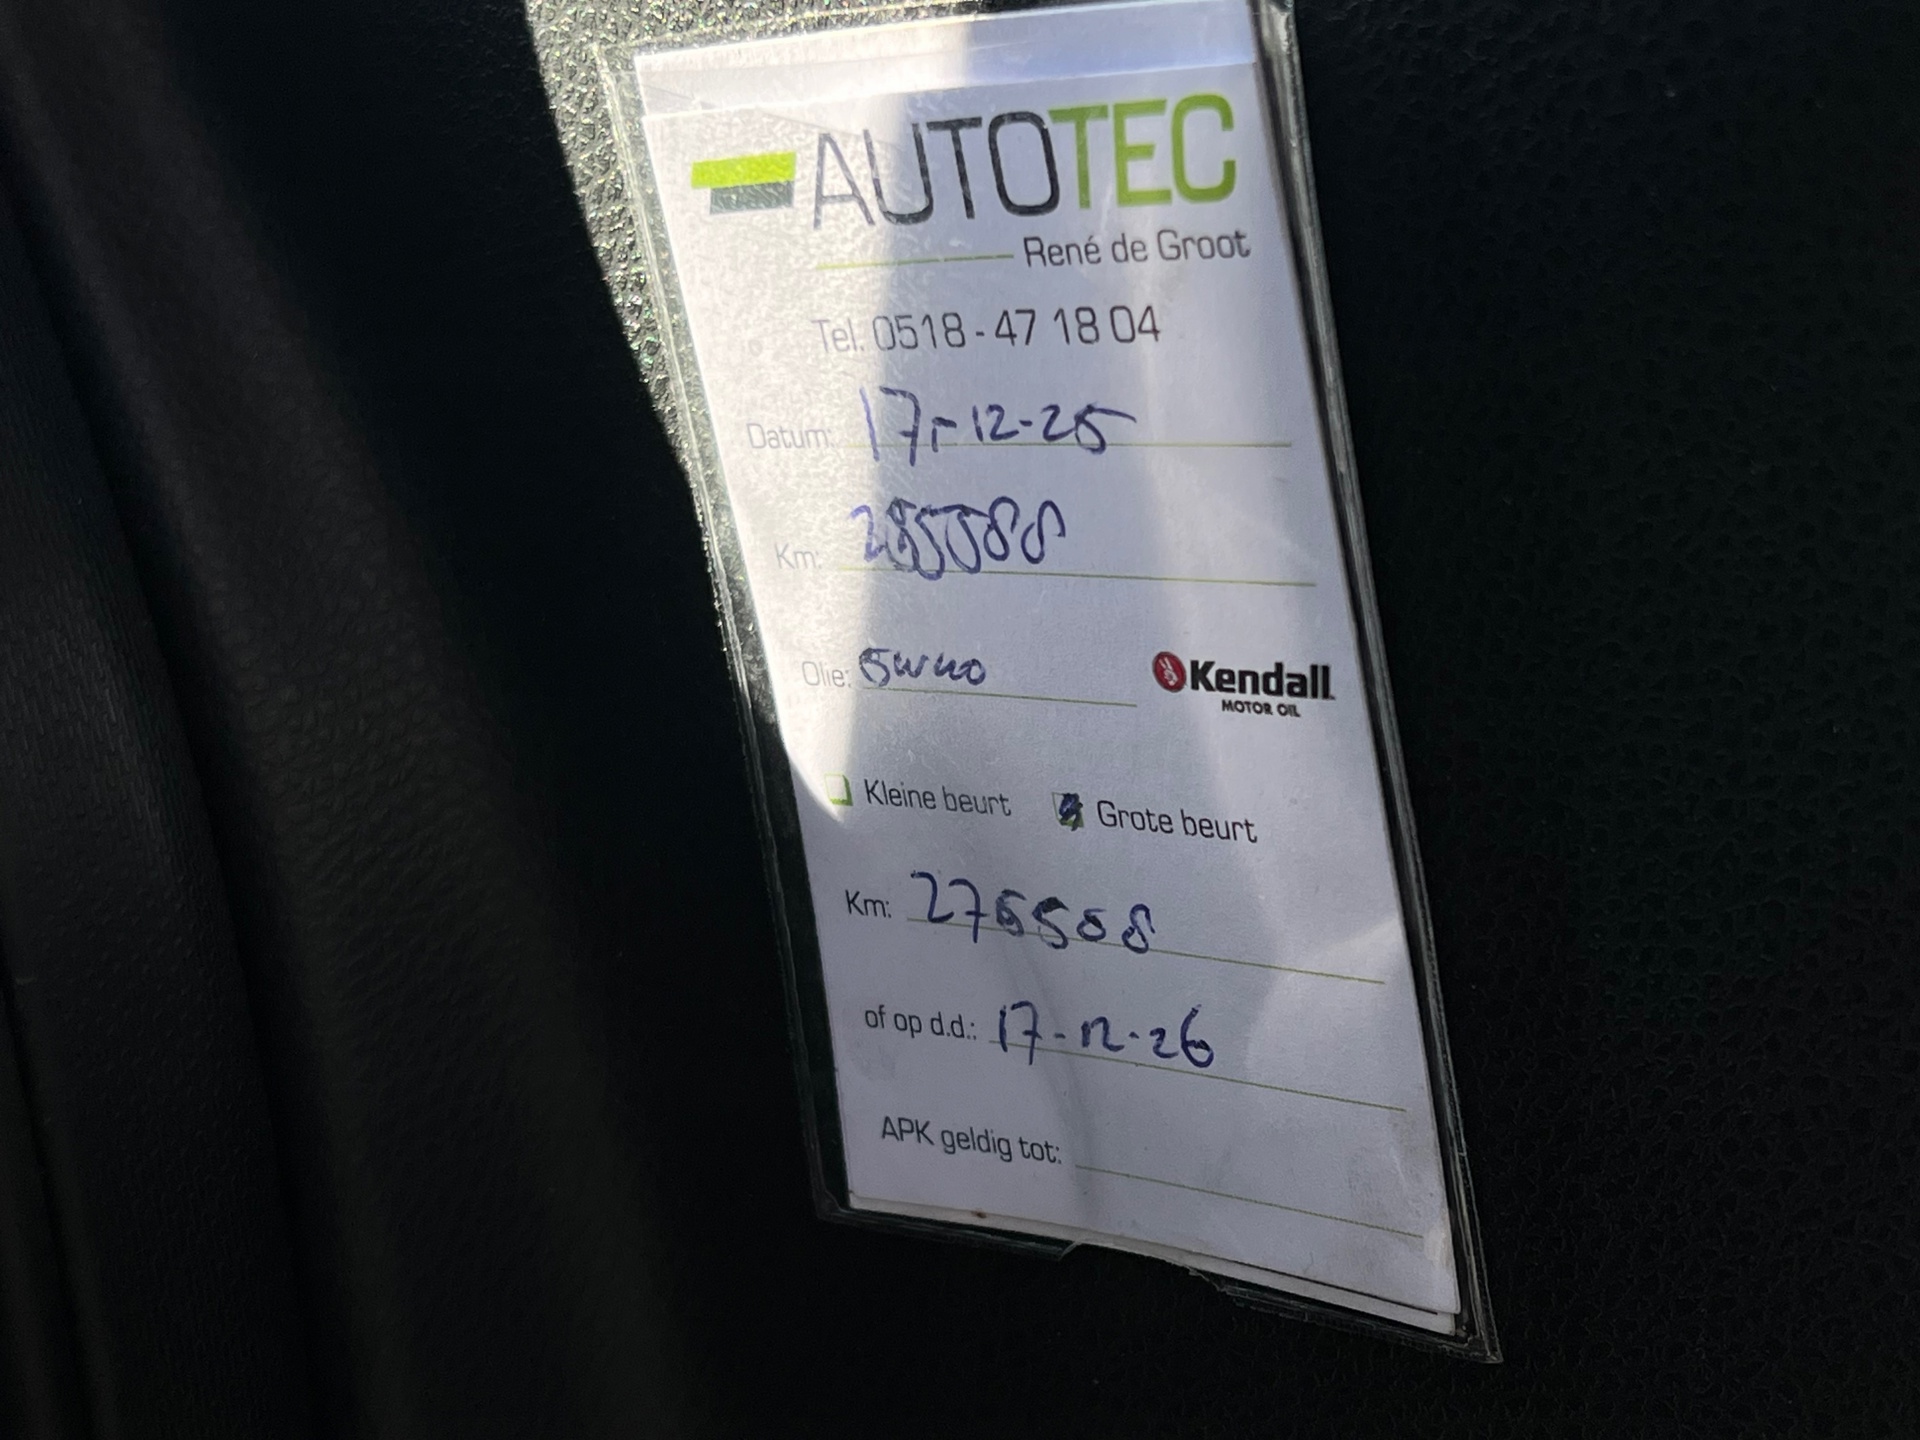 AUTOTEC
René de Groot
Tel. 0518-47 18 04
Datum: 17-12-25
Km:
Olie: 5W40
Kendall
MOTOR OIL
Kleine beurt Grote beurt
Km: 276508
of op d.d.: 17-12-26
APK geldig tot: